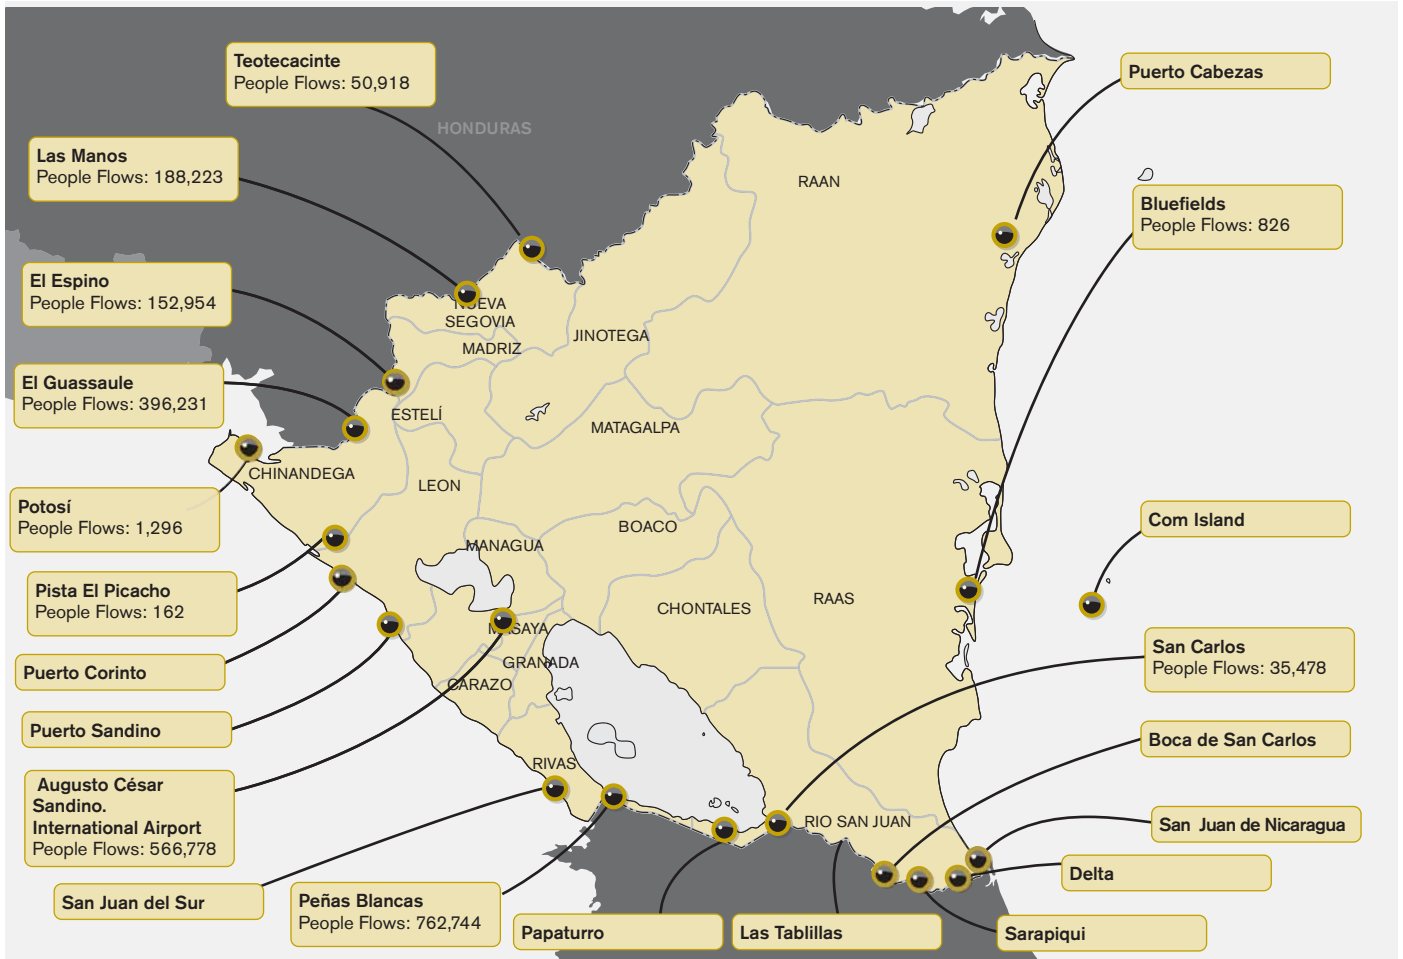 Teotecacinte
People Flows: 50,918
HONDURAS
Las Manos
People Flows: 188,223
El Espino
People Flows: 152,954
El Guassaule
People Flows: 396,231
Potosí
People Flows: 1,296
Pista El Picacho
People Flows: 162
Puerto Corinto
Puerto Sandino
Augusto César
Sandino.
International Airport
People Flows: 566,778
San Juan del Sur
Peñas Blancas
People Flows: 762,744
Papaturro
Las Tablillas
Sarapiqui
Delta
San Juan de Nicaragua
Boca de San Carlos
San Carlos
People Flows: 35,478
Com Island
Bluefields
People Flows: 826
Puerto Cabezas
RAAN
NUEVA
SEGOVIA
MADRIZ
JINOTEGA
ESTELÍ
MATAGALPA
CHINANDEGA
LEON
BOACO
MANAGUA
CHONTALES
RAAS
MASAYA
GRANADA
CARAZO
RIVAS
RIO SAN JUAN